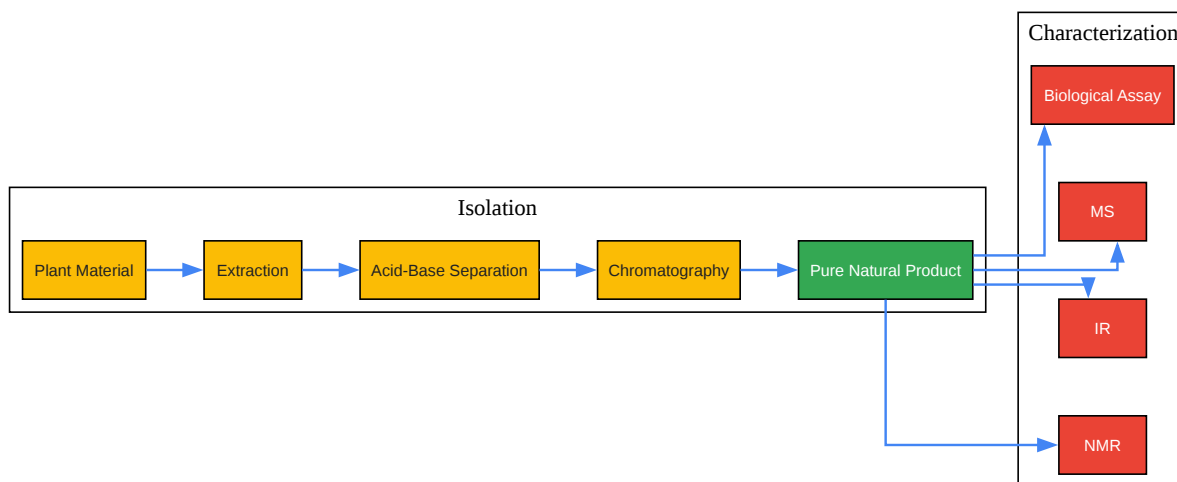 Characterization
Biological Assay
Isolation
MS
Plant Material
Extraction
Acid-Base Separation
Chromatography
Pure Natural Product
IR
NMR